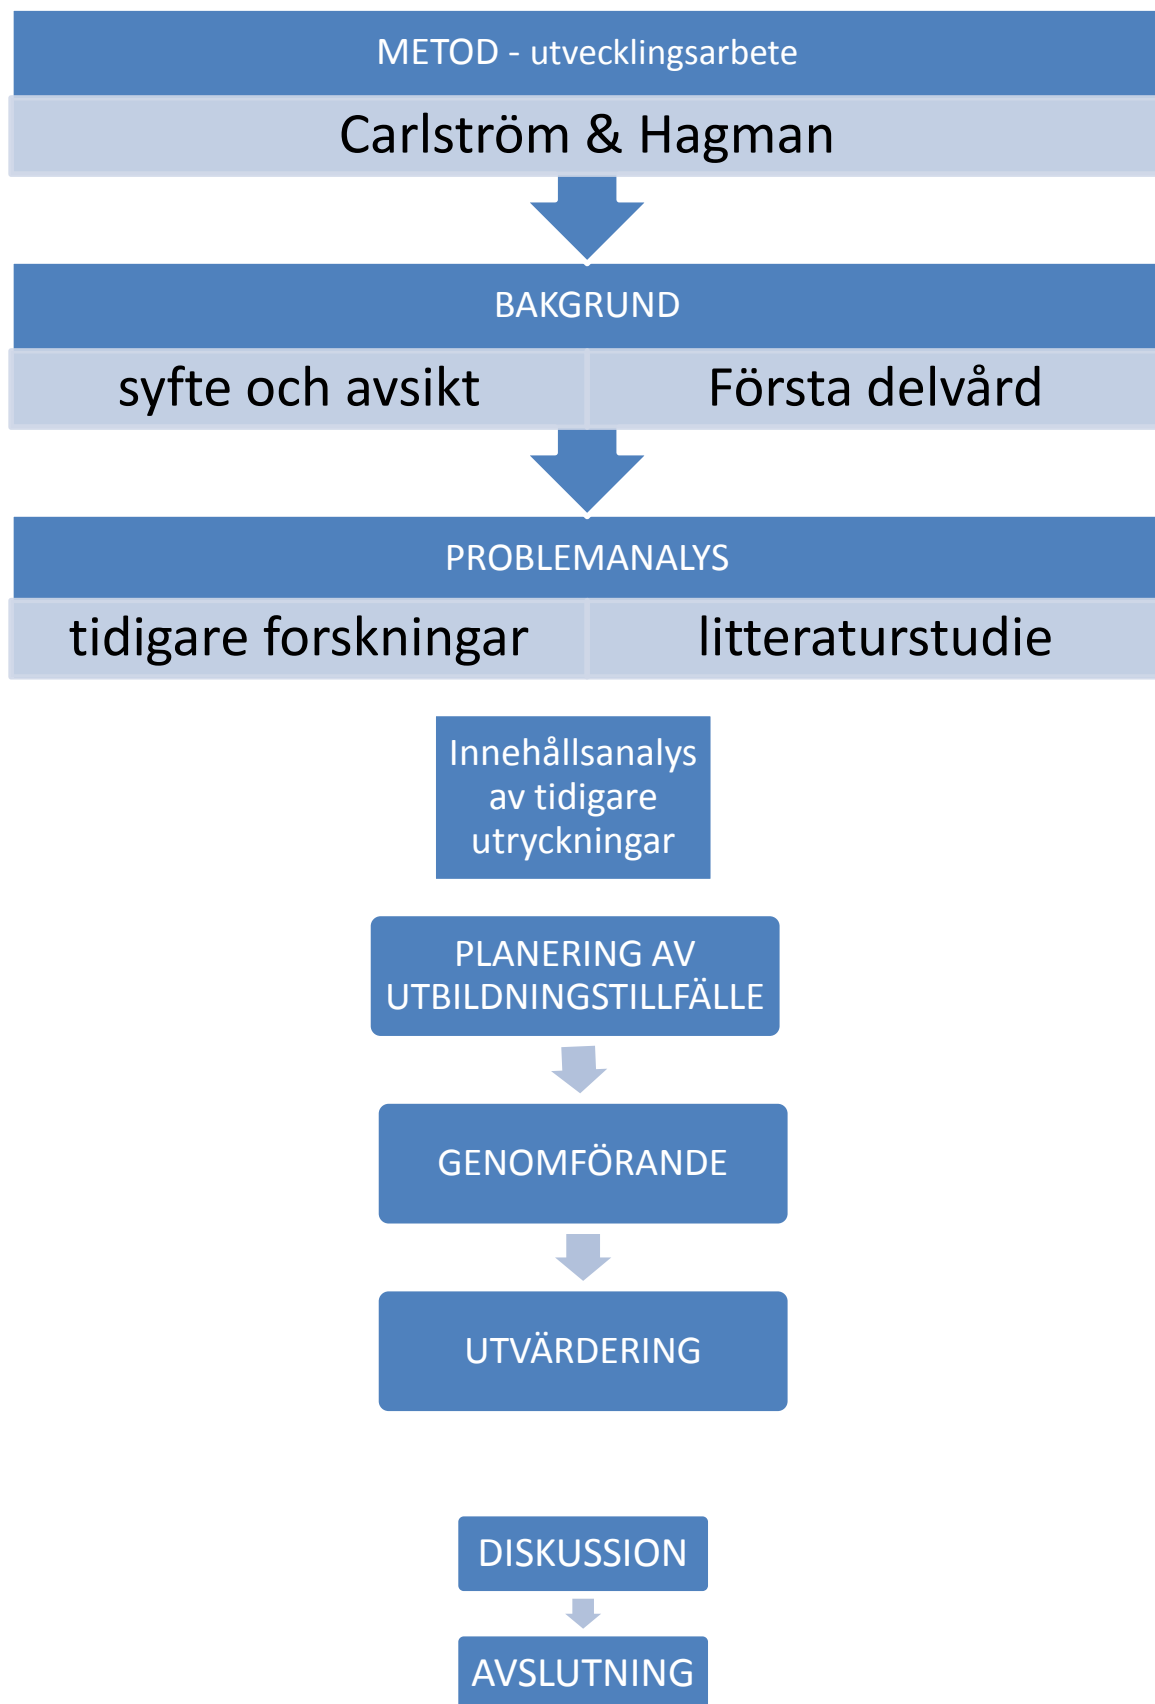 METOD - utvecklingsarbete
Carlström & Hagman
BAKGRUND
syfte och avsikt
Första delvård
PROBLEMANALYS
tidigare forskningar
litteraturstudie
Innehållsanalys
av tidigare
utryckningar
PLANERING AV
UTBILDNINGSTILLFÄLLE
GENOMFÖRANDE
UTVÄRDERING
DISKUSSION
AVSLUTNING